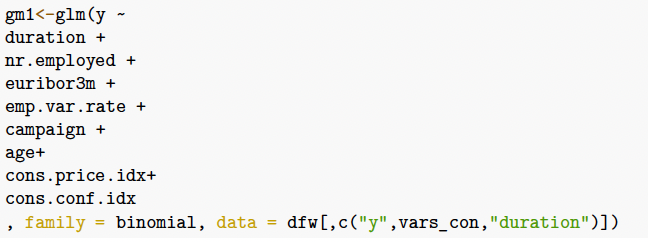 gm1<-glm(y ~
duration +
nr.employed +
euribor3m +
emp.var.rate +
campaign +
age+
cons.price.idx+
cons.conf.idx
, family = binomial, data = dfw[,c("y",vars_con,"duration")])